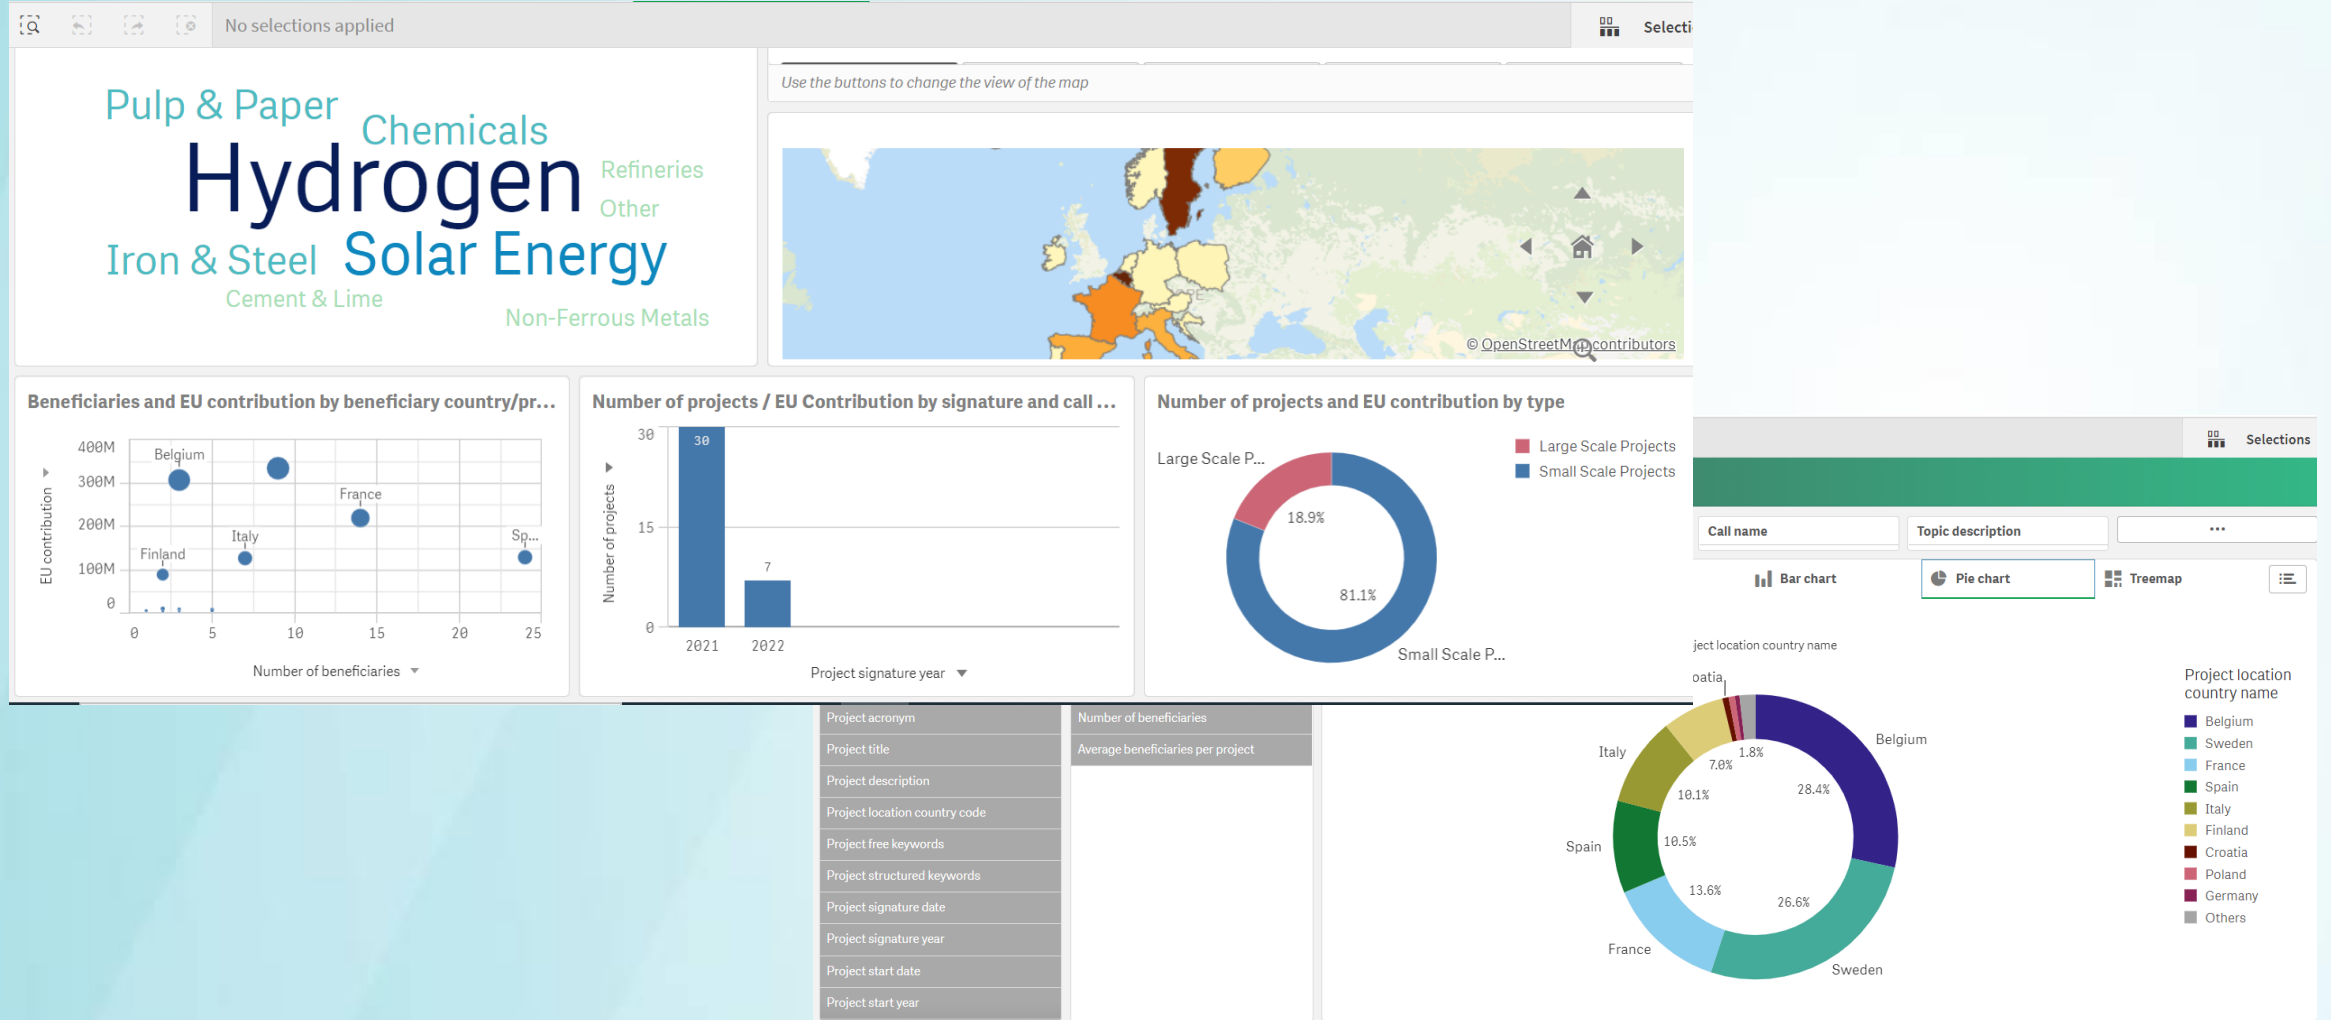 No selections applied
Selecti
Pulp & Paper
Chemicals
Hydrogen
Refineries
Other
Iron & Steel
Solar Energy
Cement & Lime
Non-Ferrous Metals
Use the buttons to change the view of the map
© OpenStreetMap contributors
Beneficiaries and EU contribution by beneficiary country/pr...
EU contribution
400M
300M
200M
100M
0
Belgium
France
Italy
Sp...
Finland
0 5 10 15 20 25
Number of beneficiaries
Number of projects / EU Contribution by signature and call ...
Number of projects
30
15
0
30
7
2021 2022
Project signature year
Number of projects and EU contribution by type
Large Scale P...
18.9%
81.1%
Small Scale P...
Large Scale Projects
Small Scale Projects
Selections
Call name
Topic description
...
Bar chart
Pie chart
Treemap
ject location country name
oatia
Italy
Spain
France
Sweden
Belgium
1.8%
7.0%
10.1%
10.5%
13.6%
26.6%
28.4%
Project location
country name
Belgium
Sweden
France
Spain
Italy
Finland
Croatia
Poland
Germany
Others
Project acronym
Project title
Project description
Project location country code
Project free keywords
Project structured keywords
Project signature date
Project signature year
Project start date
Project start year
Number of beneficiaries
Average beneficiaries per project